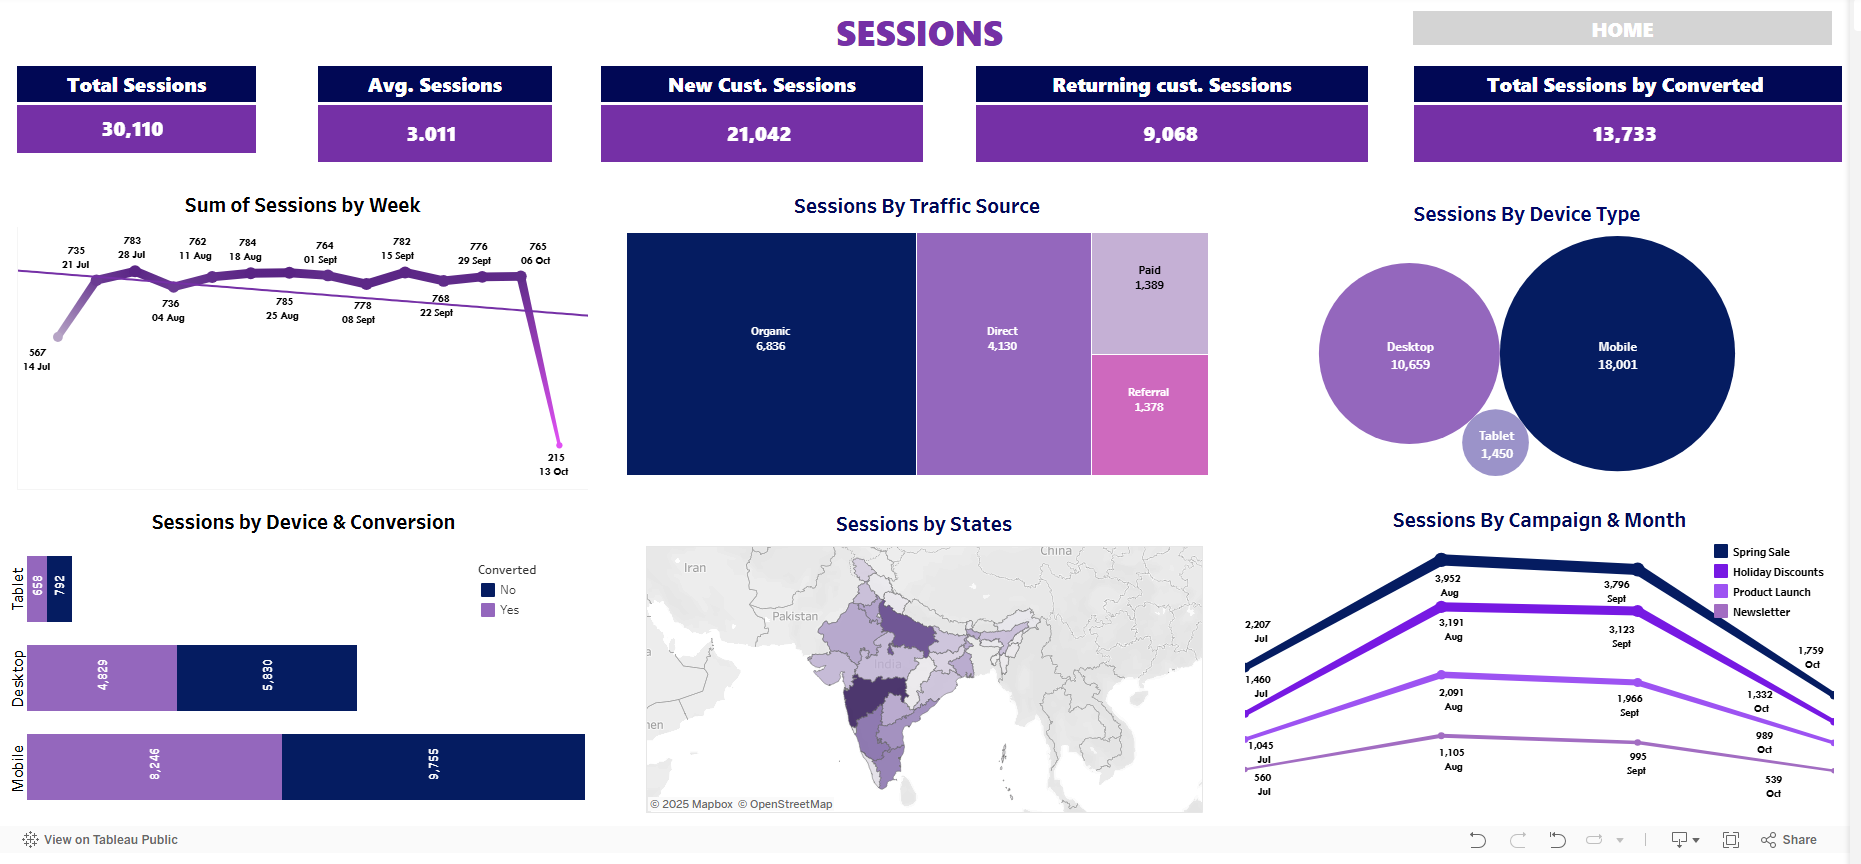 SESSIONS
HOME
Total Sessions
30,110
Avg. Sessions
3.011
New Cust. Sessions
21,042
Returning cust. Sessions
9,068
Total Sessions by Converted
13,733
Sum of Sessions by Week
567
14 Jul
735
21 Jul
783
28 Jul
736
04 Aug
762
11 Aug
784
18 Aug
785
25 Aug
764
01 Sept
778
08 Sept
782
15 Sept
768
22 Sept
776
29 Sept
765
06 Oct
215
13 Oct
Sessions By Traffic Source
Organic
6,836
Direct
4,130
Paid
1,389
Referral
1,378
Sessions By Device Type
Desktop
10,659
Mobile
18,001
Tablet
1,450
Sessions by Device & Conversion
Tablet
658
792
Desktop
4,829
5,830
Mobile
8,246
9,755
Converted
No
Yes
Sessions by States
Iran
Pakistan
China
India
© 2025 Mapbox © OpenStreetMap
Sessions By Campaign & Month
Spring Sale
Holiday Discounts
Product Launch
Newsletter
2,207
Jul
3,952
Aug
3,796
Sept
1,759
Oct
1,460
Jul
3,191
Aug
3,123
Sept
1,332
Oct
1,045
Jul
2,091
Aug
1,966
Sept
989
Oct
560
Jul
1,105
Aug
995
Sept
539
Oct
View on Tableau Public
Share